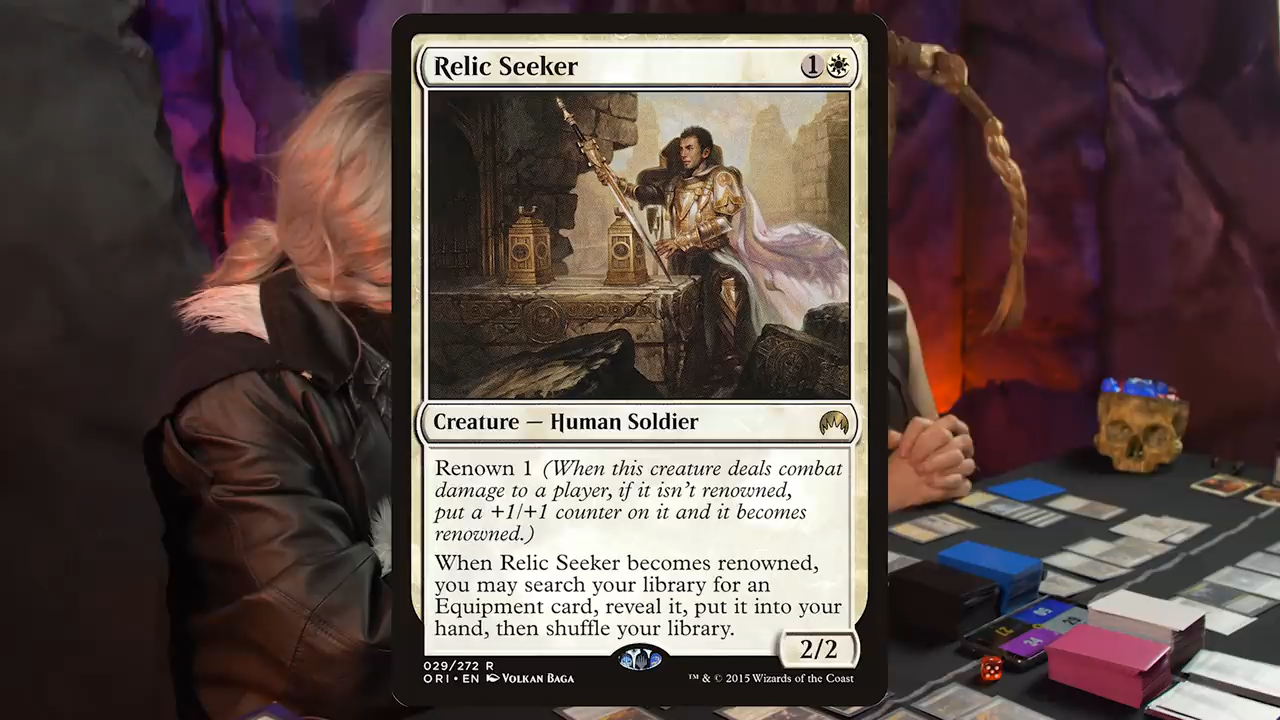 Relic Seeker 1
Creature — Human Soldier
Renown 1 (When this creature deals combat
damage to a player, if it isn't renowned,
put a +1/+1 counter on it and it becomes
renowned.)
When Relic Seeker becomes renowned,
you may search your library for an
Equipment card, reveal it, put it into your
hand, then shuffle your library.
2/2
029/272 R
ORI • EN VOLKAN BAGA
™ & © 2015 Wizards of the Coast